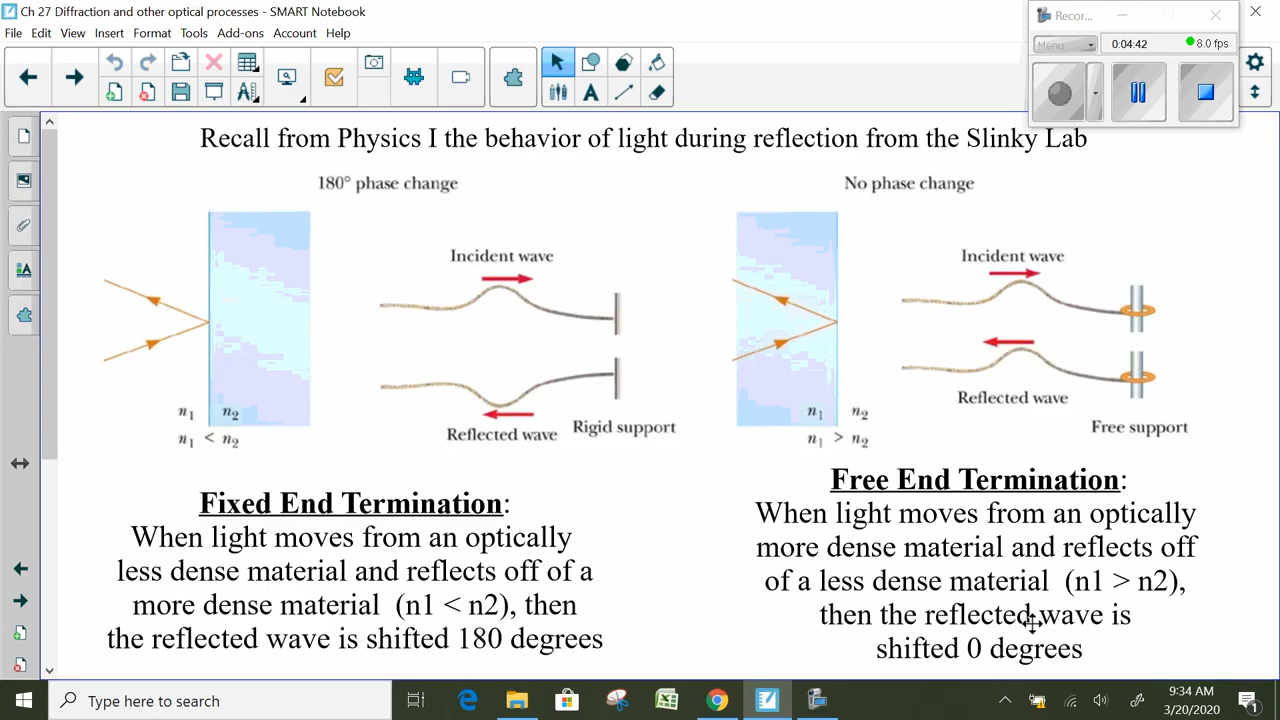 Ch 27 Diffraction and other optical processes - SMART Notebook
Recor...
File Edit View Insert Format Tools Add-ons Account Help
Menu 0:04:42 8.0 fps
Recall from Physics I the behavior of light during reflection from the Slinky Lab
180° phase change
No phase change
Incident wave
Incident wave
n1 n2
n1 < n2
Reflected wave
Rigid support
n1 n2
n1 > n2
Reflected wave
Free support
Fixed End Termination:
When light moves from an optically
less dense material and reflects off of a
more dense material (n1 < n2), then
the reflected wave is shifted 180 degrees
Free End Termination:
When light moves from an optically
more dense material and reflects off
of a less dense material (n1 > n2),
then the reflected wave is
shifted 0 degrees
Type here to search
9:34 AM
3/20/2020
1